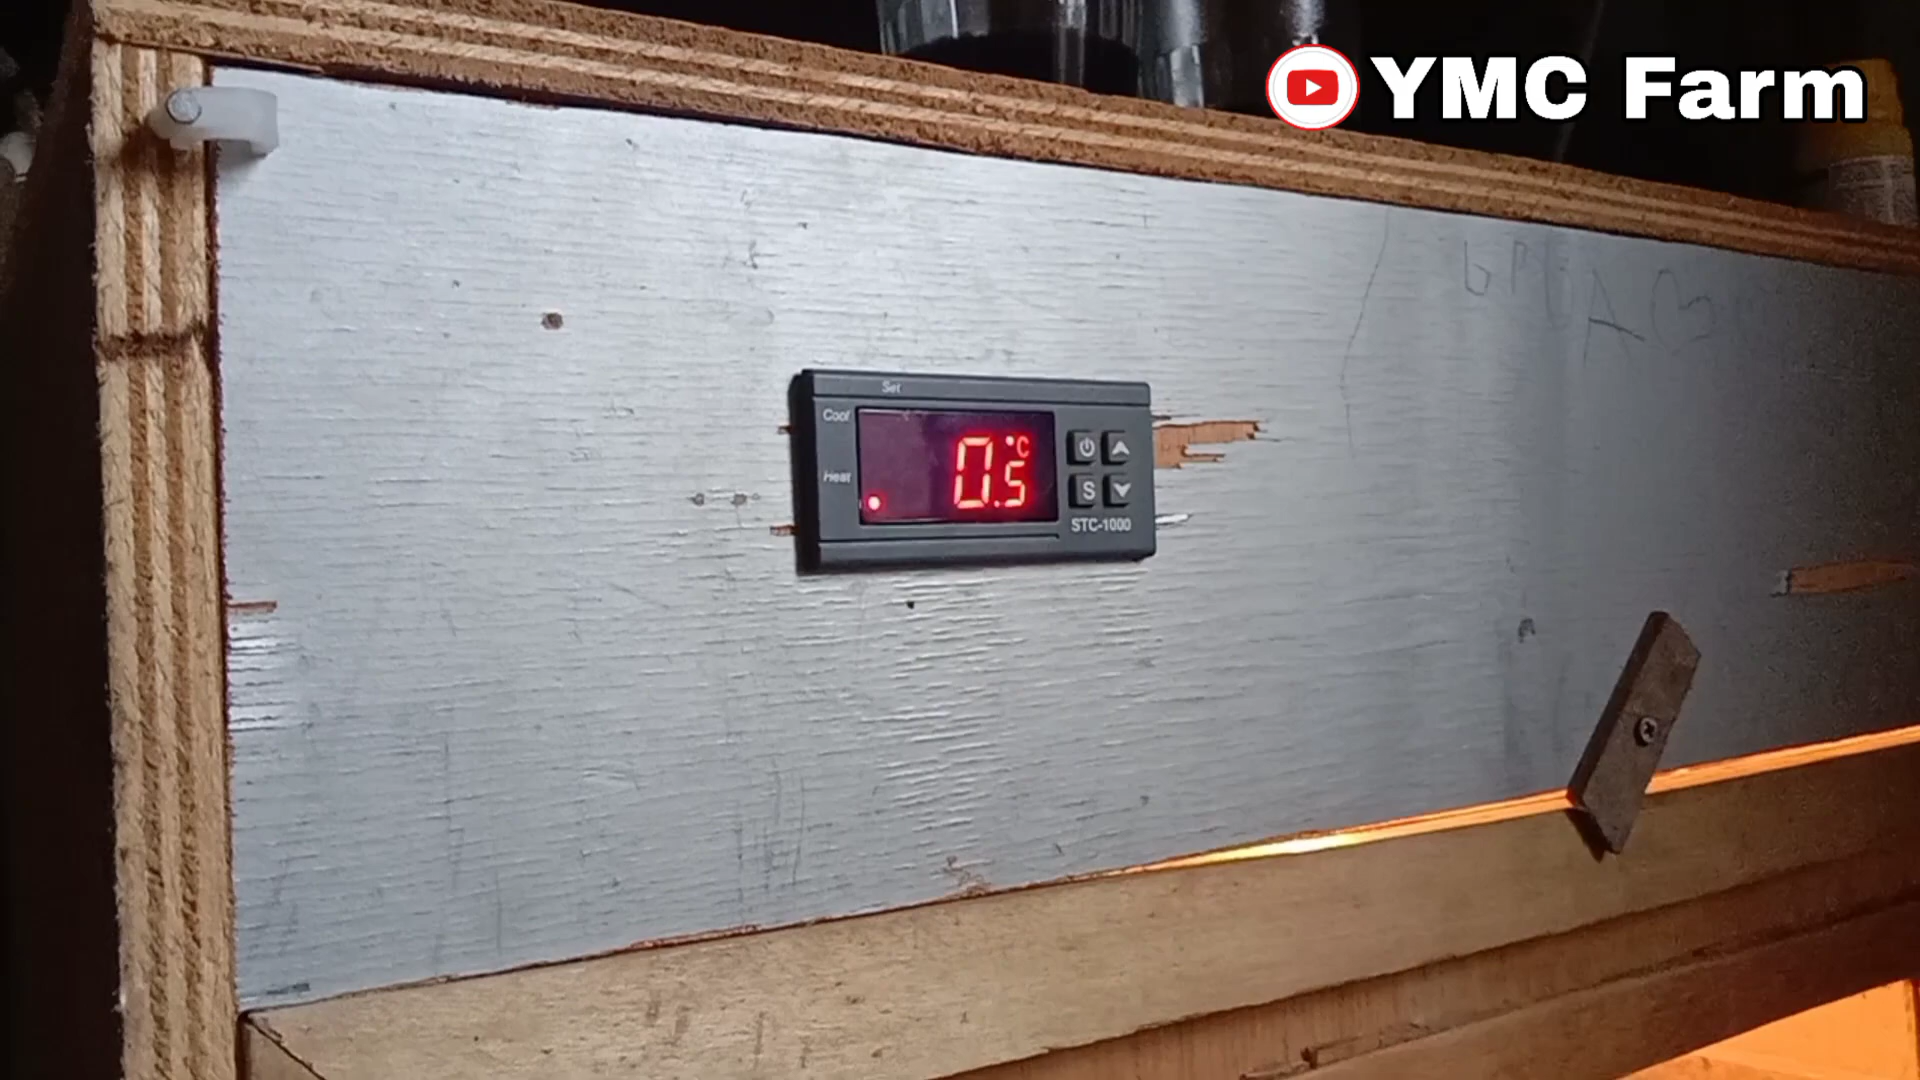 YMC Farm
Set
Cool
Heat
0.5 °C
S
STC-1000